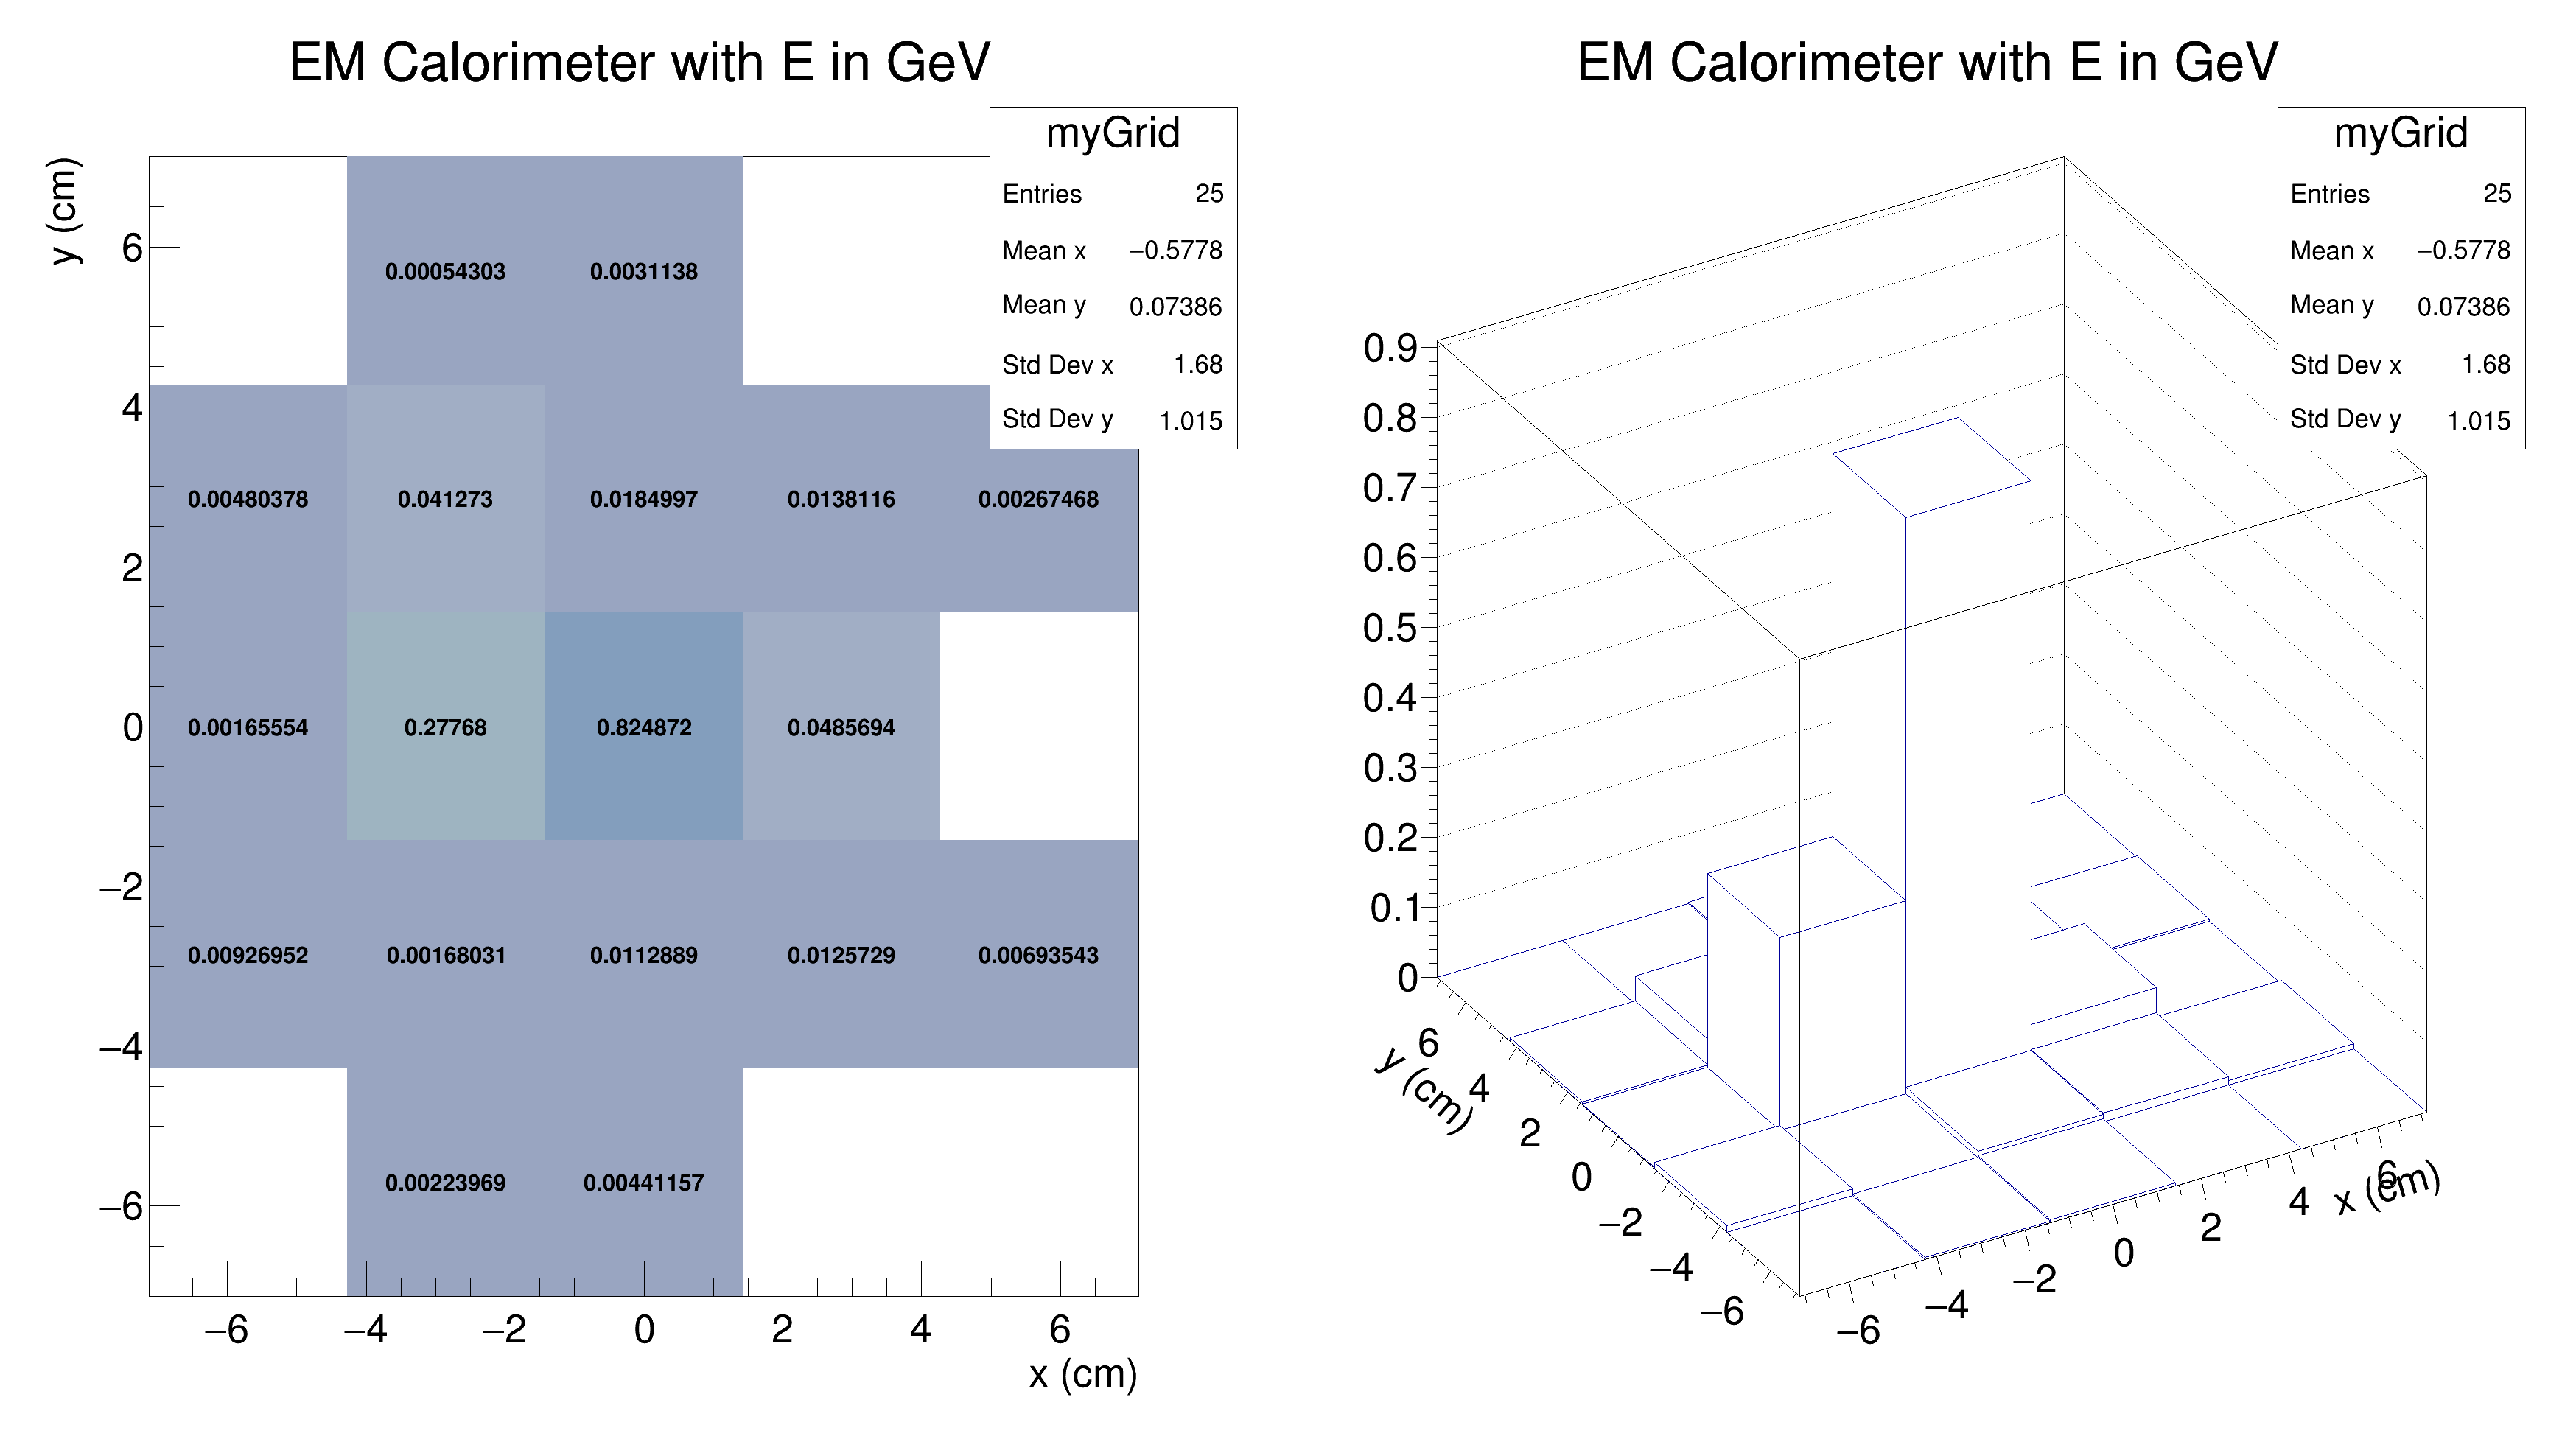 EM Calorimeter with E in GeV
myGrid
Entries 25
Mean x −0.5778
Mean y 0.07386
Std Dev x 1.68
Std Dev y 1.015
y (cm)
6
4
2
0
−2
−4
−6
0.00054303 0.0031138
0.00480378 0.041273 0.0184997 0.0138116 0.00267468
0.00165554 0.27768 0.824872 0.0485694
0.00926952 0.00168031 0.0112889 0.0125729 0.00693543
0.00223969 0.00441157
−6 −4 −2 0 2 4 6
x (cm)
EM Calorimeter with E in GeV
myGrid
Entries 25
Mean x −0.5778
Mean y 0.07386
Std Dev x 1.68
Std Dev y 1.015
0.9
0.8
0.7
0.6
0.5
0.4
0.3
0.2
0.1
0
6
4
2
0
−2
−4
−6
y (cm)
−6
−4
−2
0
2
4
6
x (cm)